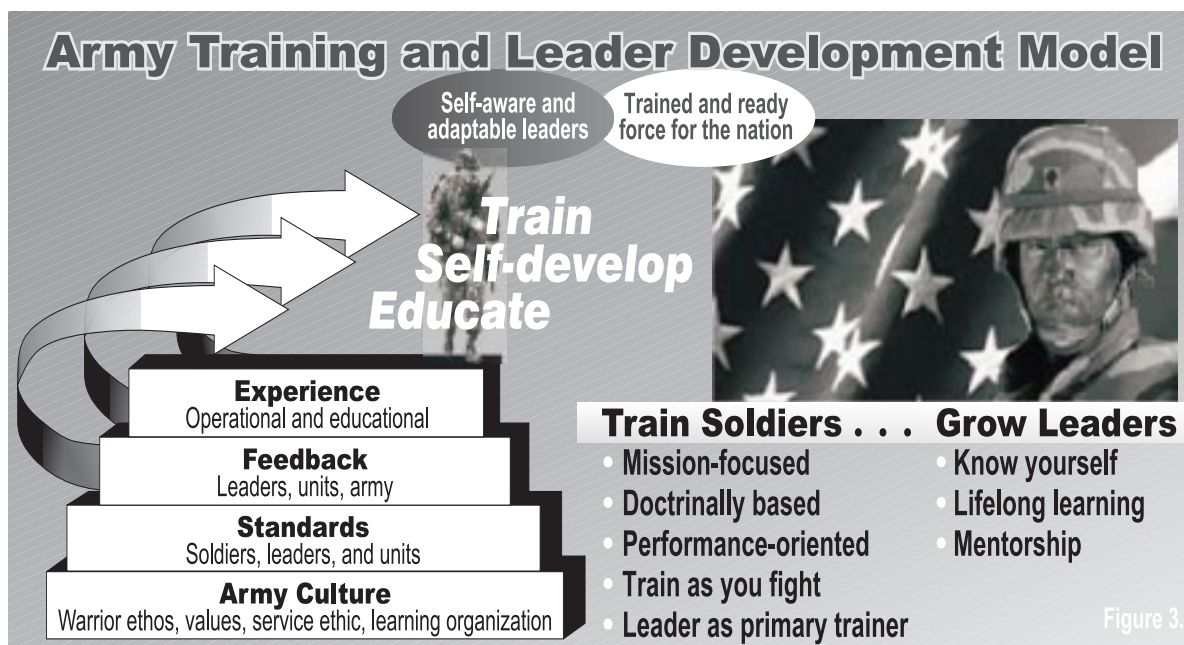 Army Training and Leader Development Model
Self-aware and
adaptable leaders
Trained and ready
force for the nation
Train
Self-develop
Educate
Experience
Operational and educational
Feedback
Leaders, units, army
Standards
Soldiers, leaders, and units
Army Culture
Warrior ethos, values, service ethic, learning organization
Train Soldiers . . . Grow Leaders
• Mission-focused
• Doctrinally based
• Performance-oriented
• Train as you fight
• Leader as primary trainer
• Know yourself
• Lifelong learning
• Mentorship
Figure 3.